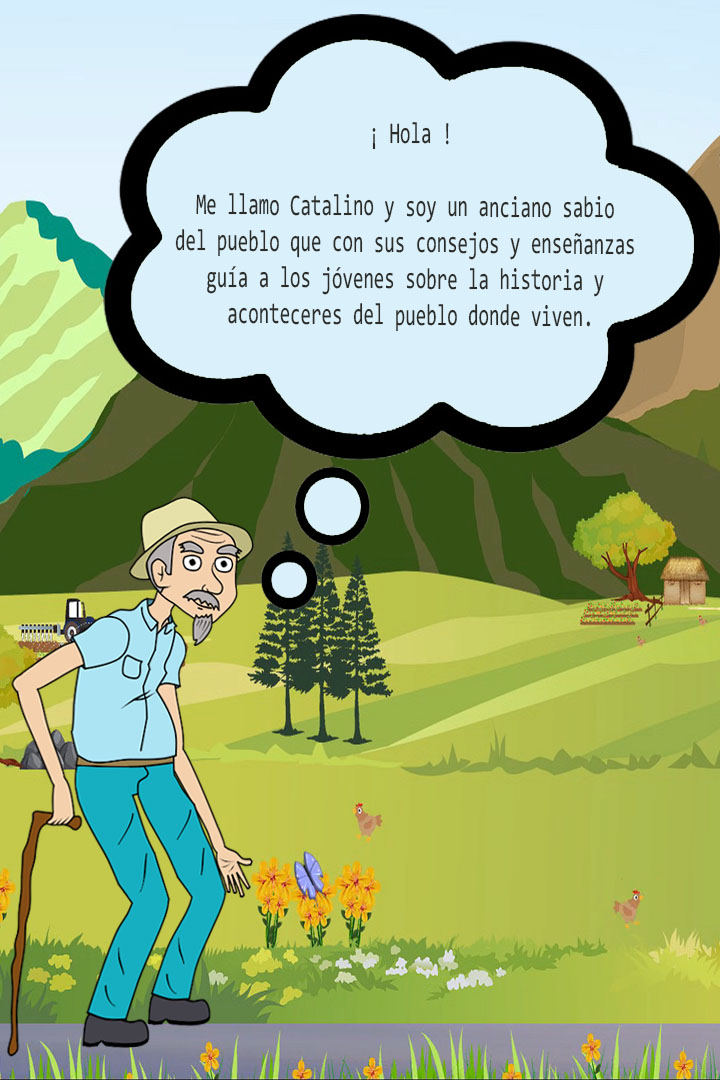 ¡ Hola !
Me llamo Catalino y soy un anciano sabio
del pueblo que con sus consejos y enseñanzas
guía a los jóvenes sobre la historia y
aconteceres del pueblo donde viven.